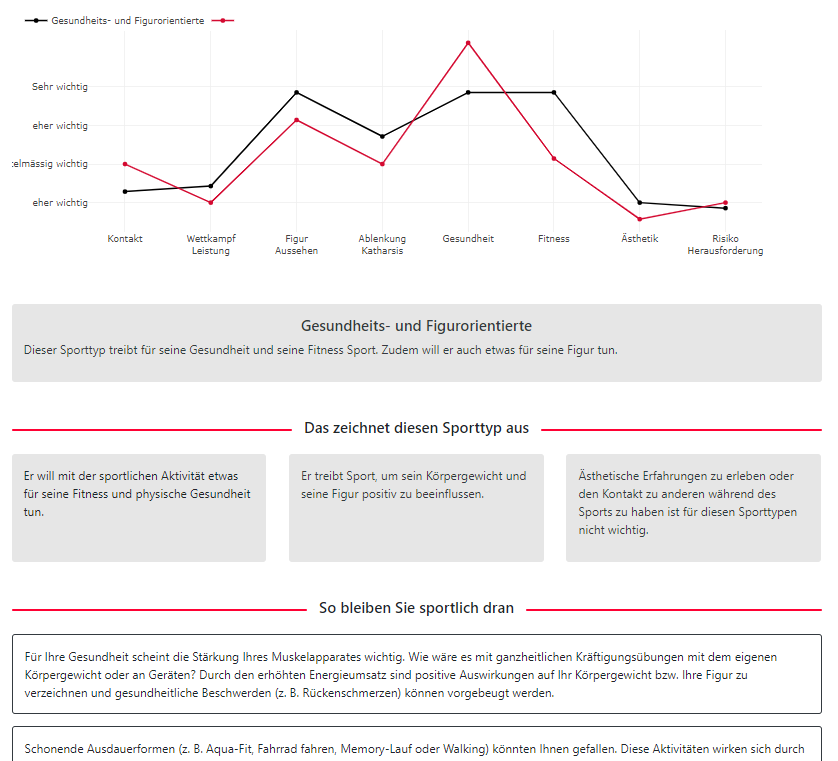 Gesundheits- und Figurorientierte
Sehr wichtig
eher wichtig
telmässig wichtig
eher wichtig
Kontakt
Wettkampf
Leistung
Figur
Aussehen
Ablenkung
Katharsis
Gesundheit
Fitness
Ästhetik
Risiko
Herausforderung
Gesundheits- und Figurorientierte
Dieser Sporttyp treibt für seine Gesundheit und seine Fitness Sport. Zudem will er auch etwas für seine Figur tun.
Das zeichnet diesen Sporttyp aus
Er will mit der sportlichen Aktivität etwas
für seine Fitness und physische Gesundheit
tun.
Er treibt Sport, um sein Körpergewicht und
seine Figur positiv zu beeinflussen.
Ästhetische Erfahrungen zu erleben oder
den Kontakt zu anderen während des
Sports zu haben ist für diesen Sporttypen
nicht wichtig.
So bleiben Sie sportlich dran
Für Ihre Gesundheit scheint die Stärkung Ihres Muskelapparates wichtig. Wie wäre es mit ganzheitlichen Kräftigungsübungen mit dem eigenen
Körpergewicht oder an Geräten? Durch den erhöhten Energieumsatz sind positive Auswirkungen auf Ihr Körpergewicht bzw. Ihre Figur zu
verzeichnen und gesundheitliche Beschwerden (z. B. Rückenschmerzen) können vorgebeugt werden.
Schonende Ausdauerformen (z. B. Aqua-Fit, Fahrrad fahren, Memory-Lauf oder Walking) könnten Ihnen gefallen. Diese Aktivitäten wirken sich durch